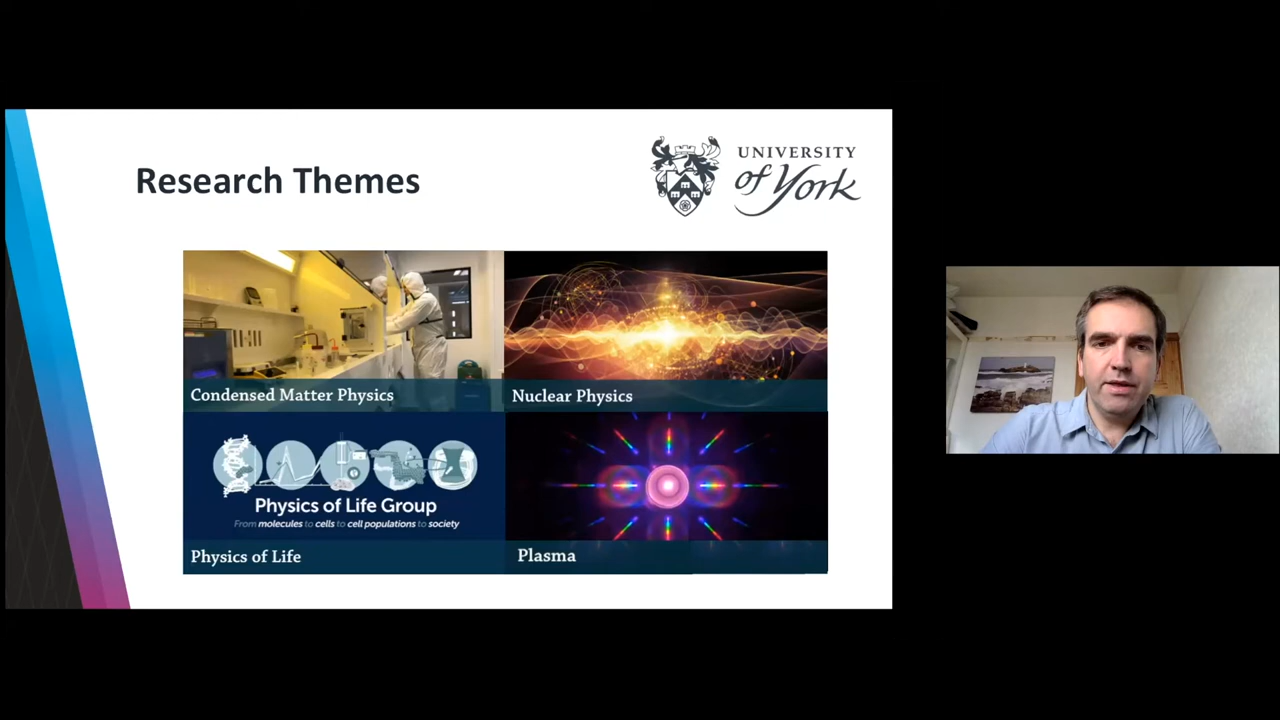 Research Themes
UNIVERSITY
of York
Condensed Matter Physics
Nuclear Physics
Physics of Life Group
From molecules to cells to cell populations to society
Physics of Life
Plasma